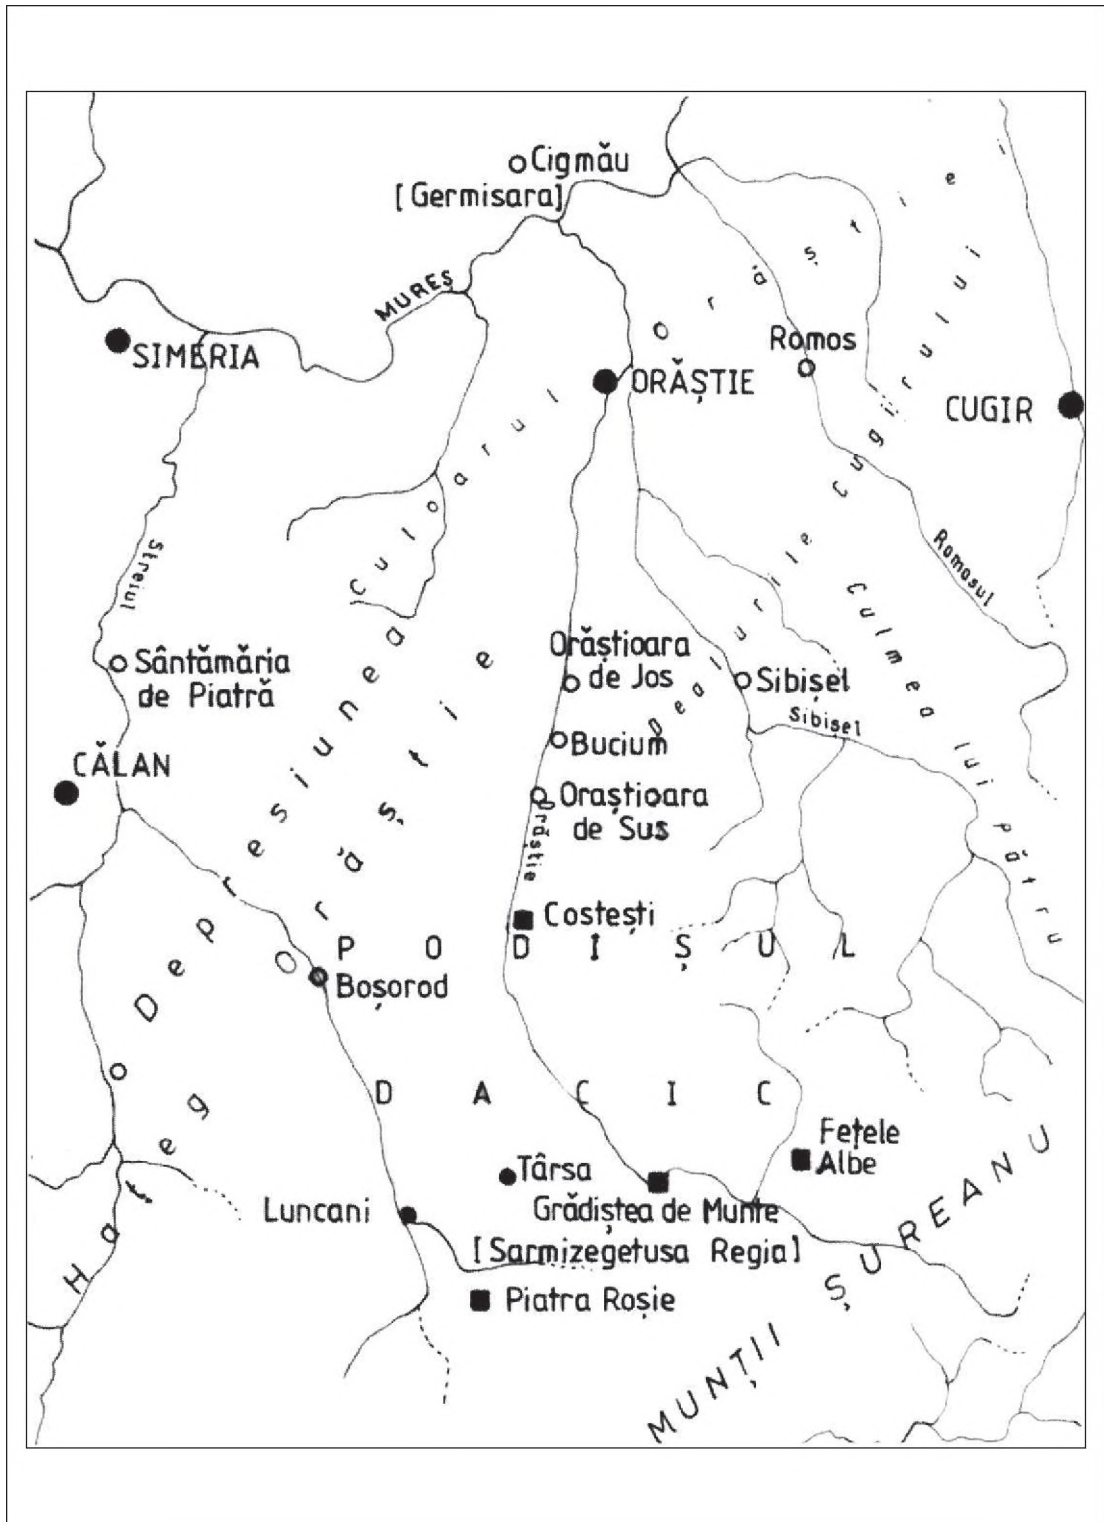 Cigmău
[Germisara]
MUREȘ
SIMERIA
ORĂȘTIE
Romos
CUGIR
Culoarul Orăștiei
Dealurile Cugirului
Streiul
Romosul
Culmea lui Pătru
Sântămăria
de Piatră
Orăștioara
de Jos
Sibișel
Sibișel
Bucium
CĂLAN
Orăștioara
de Sus
Orăștie
Depresiunea
Orăștie
Costești
PODIȘUL
Boșorod
DACIC
Hațeg
Fețele
Albe
Târsa
Luncani
Grădiștea de Munte
[Sarmizegetusa Regia]
Piatra Roșie
MUNȚII ȘUREANU